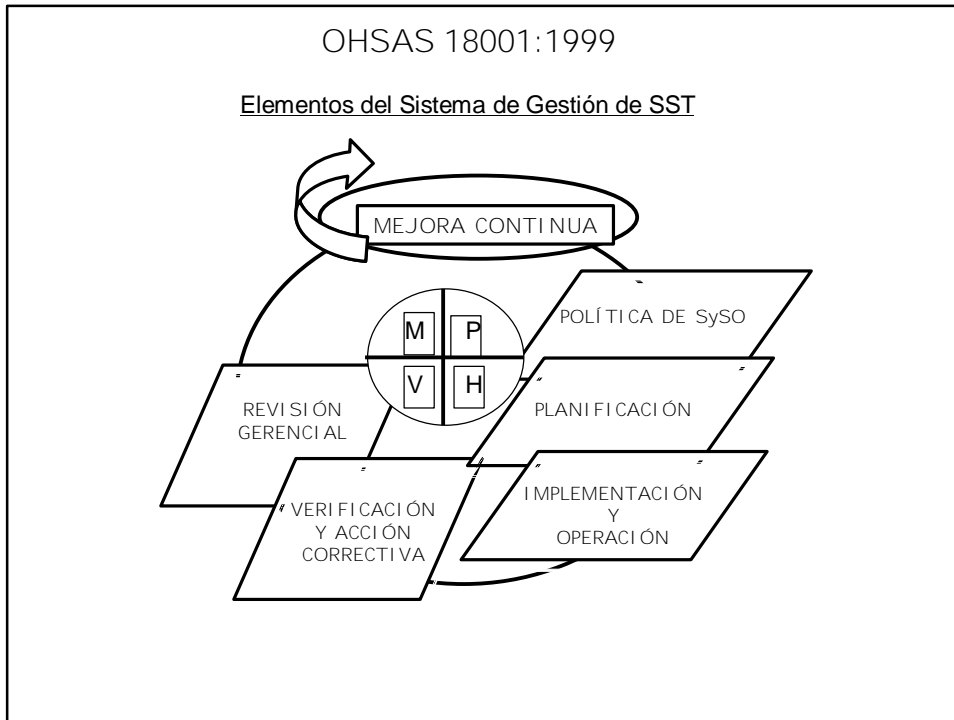 OHSAS 18001:1999
Elementos del Sistema de Gestión de SST
MEJORA CONTINUA
POLÍTICA DE SySO
M
P
V
H
PLANIFICACIÓN
REVISIÓN
GERENCIAL
IMPLEMENTACIÓN
Y
OPERACIÓN
VERIFICACIÓN
Y ACCIÓN
CORRECTIVA